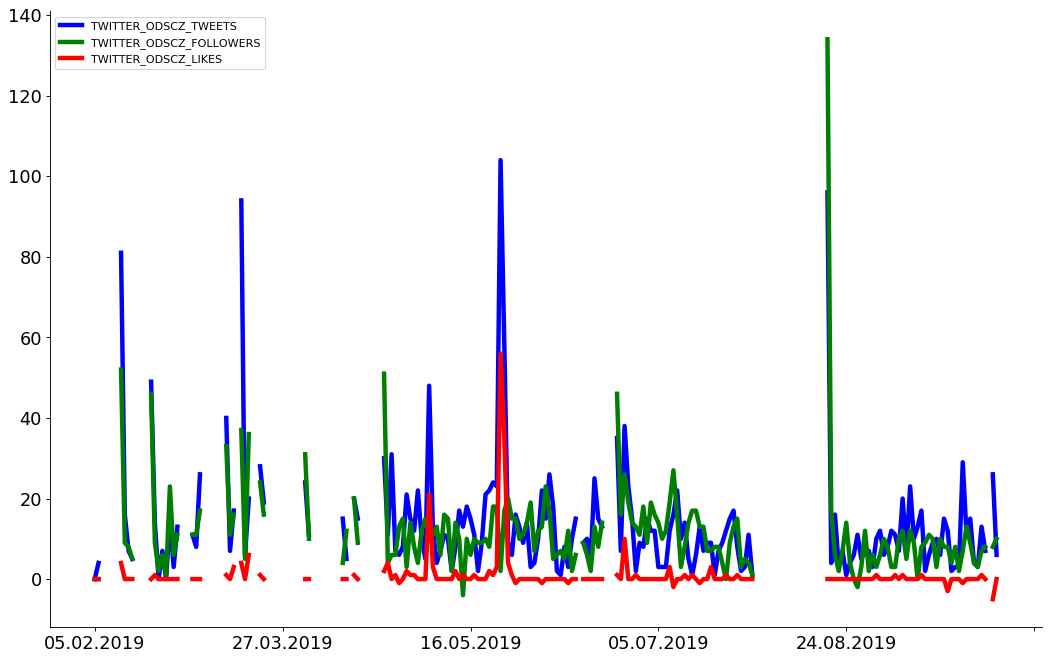 140
120
100
80
60
40
20
0
TWITTER_ODSCZ_TWEETS
TWITTER_ODSCZ_FOLLOWERS
TWITTER_ODSCZ_LIKES
05.02.2019 27.03.2019 16.05.2019 05.07.2019 24.08.2019